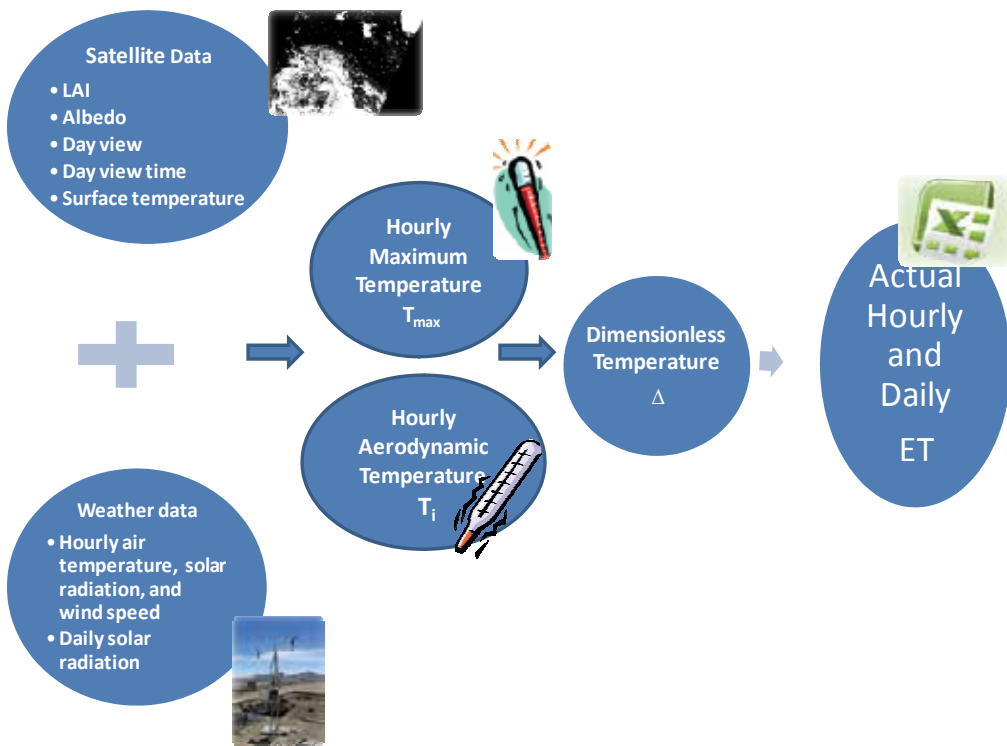 Satellite Data
• LAI
• Albedo
• Day view
• Day view time
• Surface temperature
Weather data
• Hourly air
temperature, solar
radiation, and
wind speed
• Daily solar
radiation
Hourly
Maximum
Temperature
Tmax
Hourly
Aerodynamic
Temperature
Ti
Dimensionless
Temperature
Δ
X
Actual
Hourly
and
Daily
ET